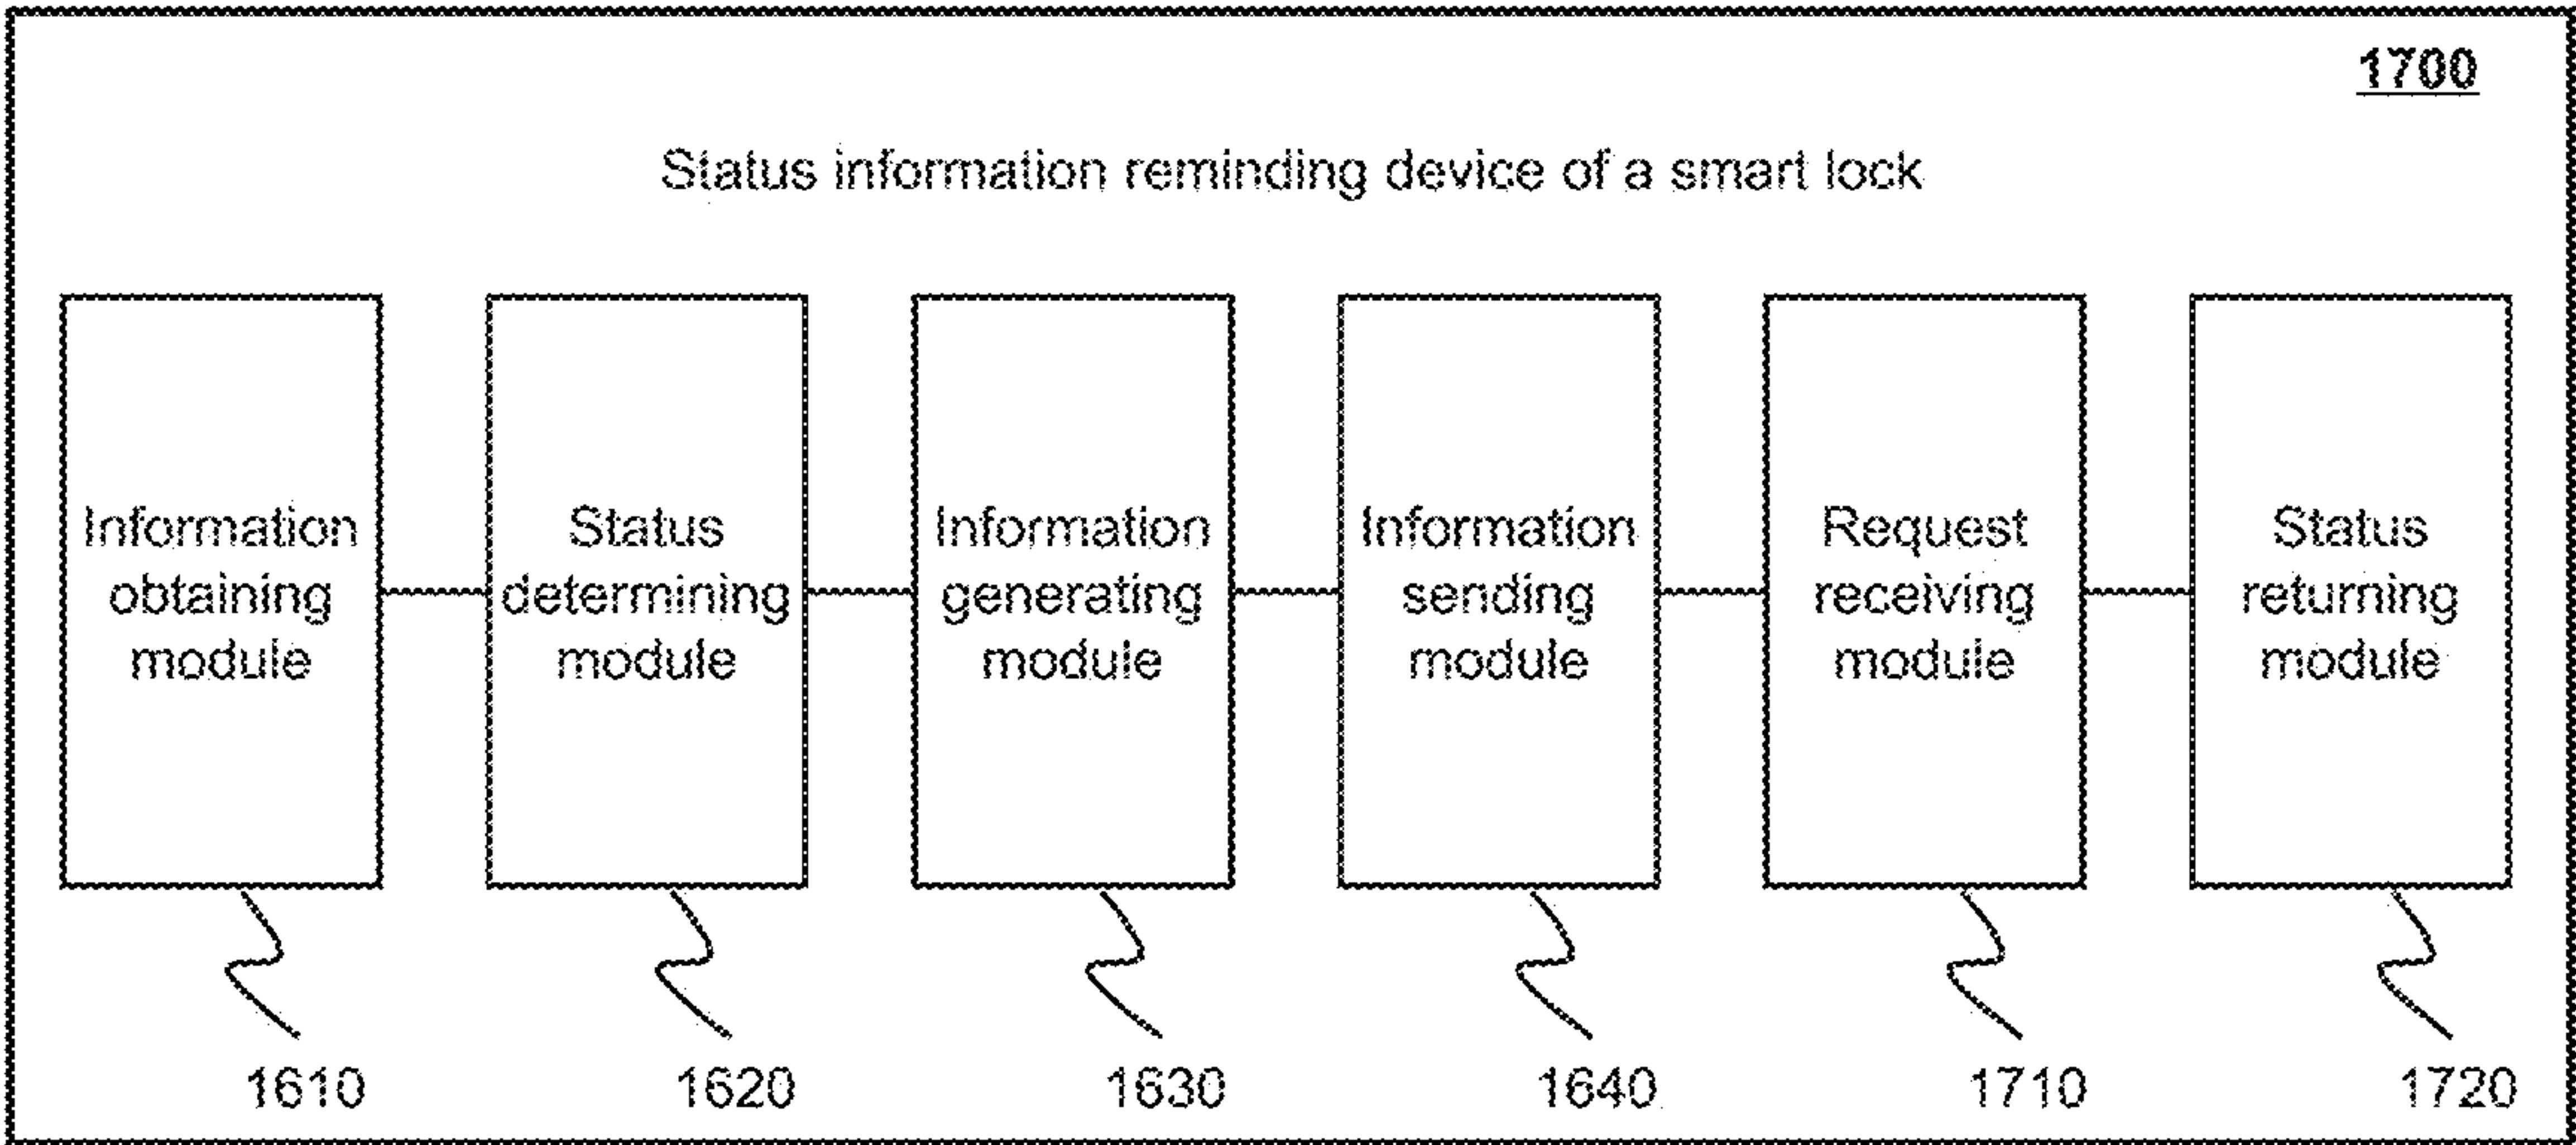 1700
Status information reminding device of a smart lock
Information
obtaining
module
Status
determining
module
Information
generating
module
Information
sending
module
Request
receiving
module
Status
returning
module
1610
1620
1630
1640
1710
1720